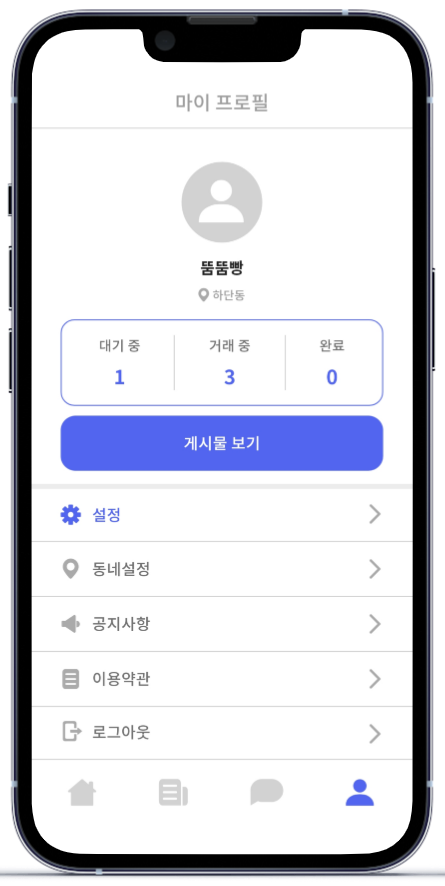 마이 프로필
뚬뚬빵
하단동
대기 중 거래 중 완료
1 3 0
게시물 보기
설정
동네설정
공지사항
이용약관
로그아웃